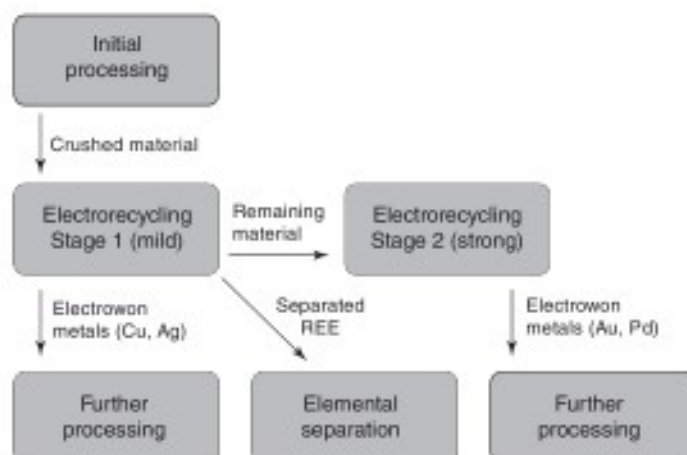 Initial
processing
Crushed material
Electrorecycling
Stage 1 (mild)
Remaining
material
Electrorecycling
Stage 2 (strong)
Electrowon
metals (Cu, Ag)
Separated
REE
Electrowon
metals (Au, Pd)
Further
processing
Elemental
separation
Further
processing